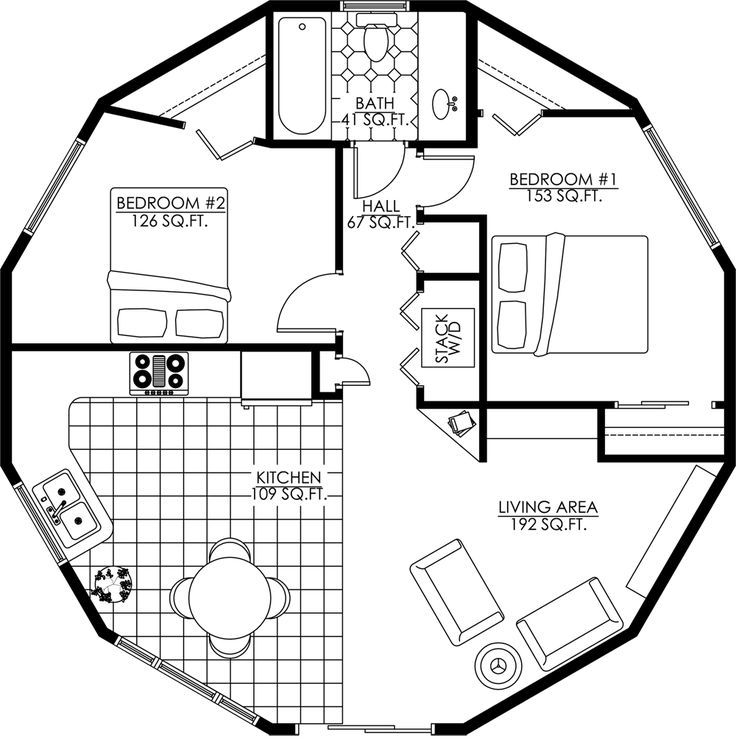 BATH
41 SQ.FT.
BEDROOM #2
126 SQ.FT.
HALL
67 SQ.FT.
BEDROOM #1
153 SQ.FT.
STACK
W/D
KITCHEN
109 SQ.FT.
LIVING AREA
192 SQ.FT.